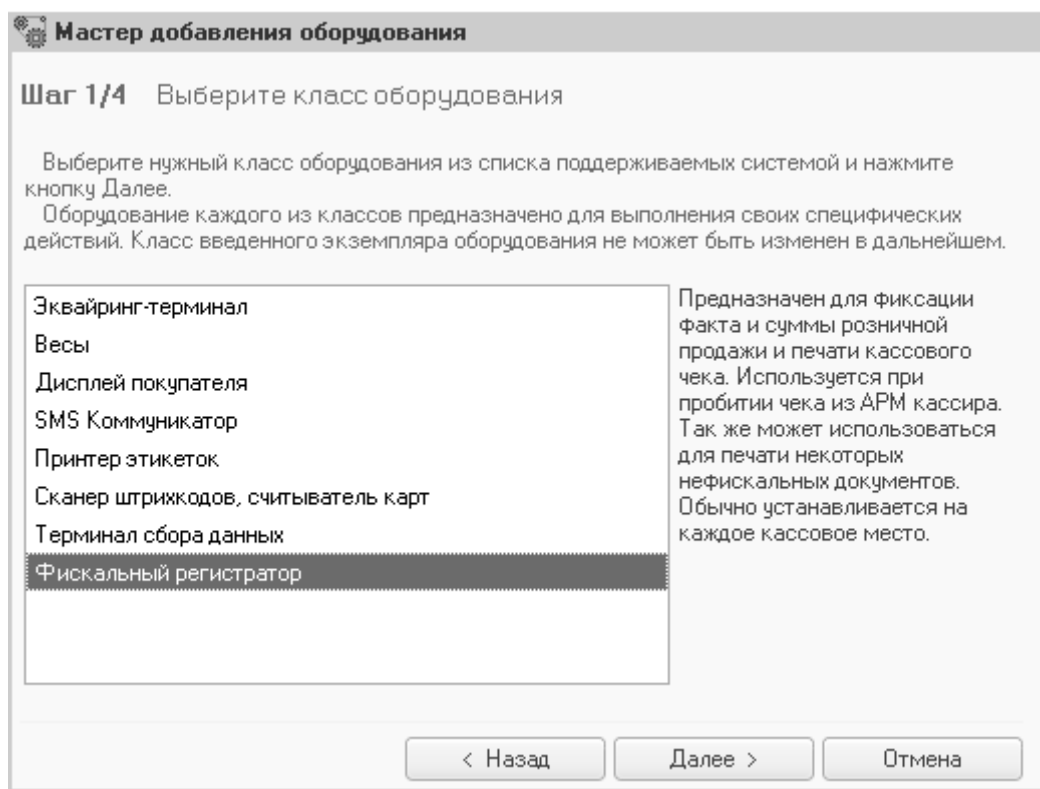 Мастер добавления оборудования
Шаг 1/4 Выберите класс оборудования
Выберите нужный класс оборудования из списка поддерживаемых системой и нажмите
кнопку Далее.
Оборудование каждого из классов предназначено для выполнения своих специфических
действий. Класс введенного экземпляра оборудования не может быть изменен в дальнейшем.
Эквайринг-терминал
Весы
Дисплей покупателя
SMS Коммуникатор
Принтер этикеток
Сканер штрихкодов, считыватель карт
Терминал сбора данных
Фискальный регистратор
Предназначен для фиксации
факта и суммы розничной
продажи и печати кассового
чека. Используется при
пробитии чека из АРМ кассира.
Так же может использоваться
для печати некоторых
нефискальных документов.
Обычно устанавливается на
каждое кассовое место.
< Назад
Далее >
Отмена